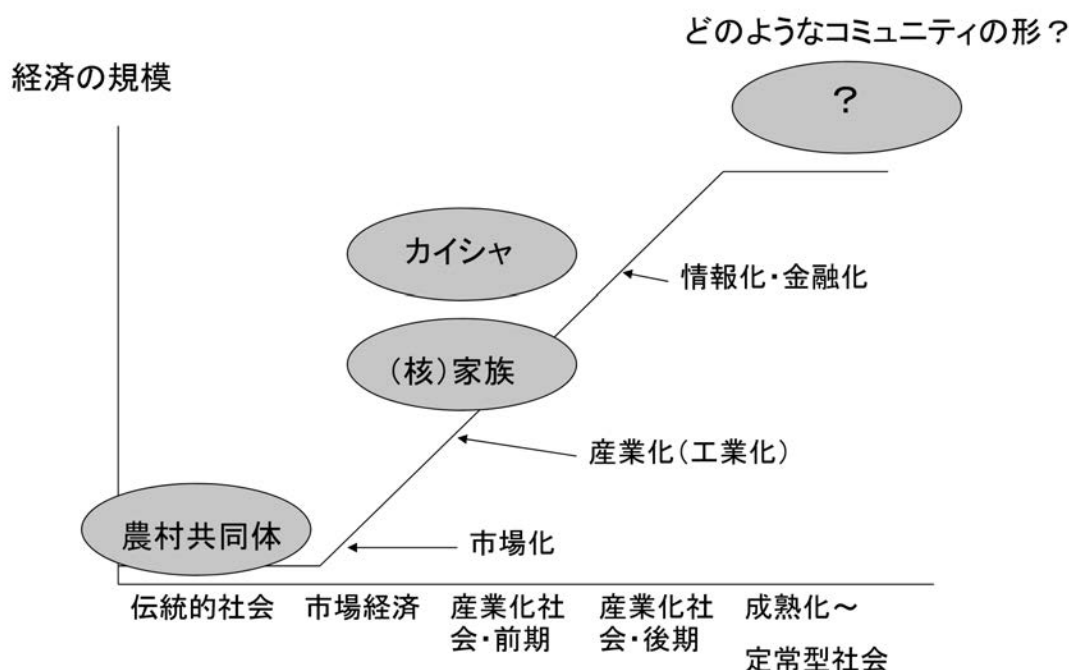 どのようなコミュニティの形？
経済の規模
？
カイシャ
情報化・金融化
（核）家族
産業化（工業化）
農村共同体
市場化
伝統的社会
市場経済
産業化社
会・前期
産業化社
会・後期
成熟化～
定常型社会